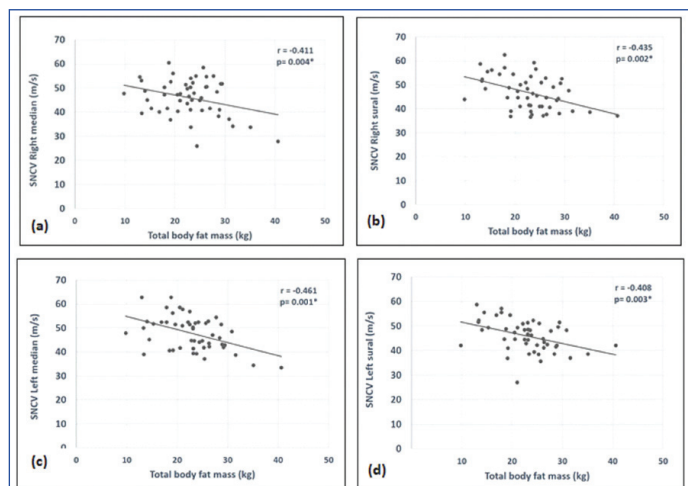 r = -0.411
p= 0.004*
SNCV Right median (m/s)
70
60
50
40
30
20
10
0
0
10
20
30
40
50
(a)
Total body fat mass (kg)
r = -0.435
p= 0.002*
SNCV Right sural (m/s)
70
60
50
40
30
20
10
0
0
10
20
30
40
50
(b)
Total body fat mass (kg)
r = -0.461
p= 0.001*
SNCV Left median (m/s)
70
60
50
40
30
20
10
0
10
20
30
40
50
(c)
Total body fat mass (kg)
r = -0.408
p= 0.003*
SNCV Left sural (m/s)
70
60
50
40
30
20
10
0
0
10
20
30
40
50
(d)
Total body fat mass (kg)